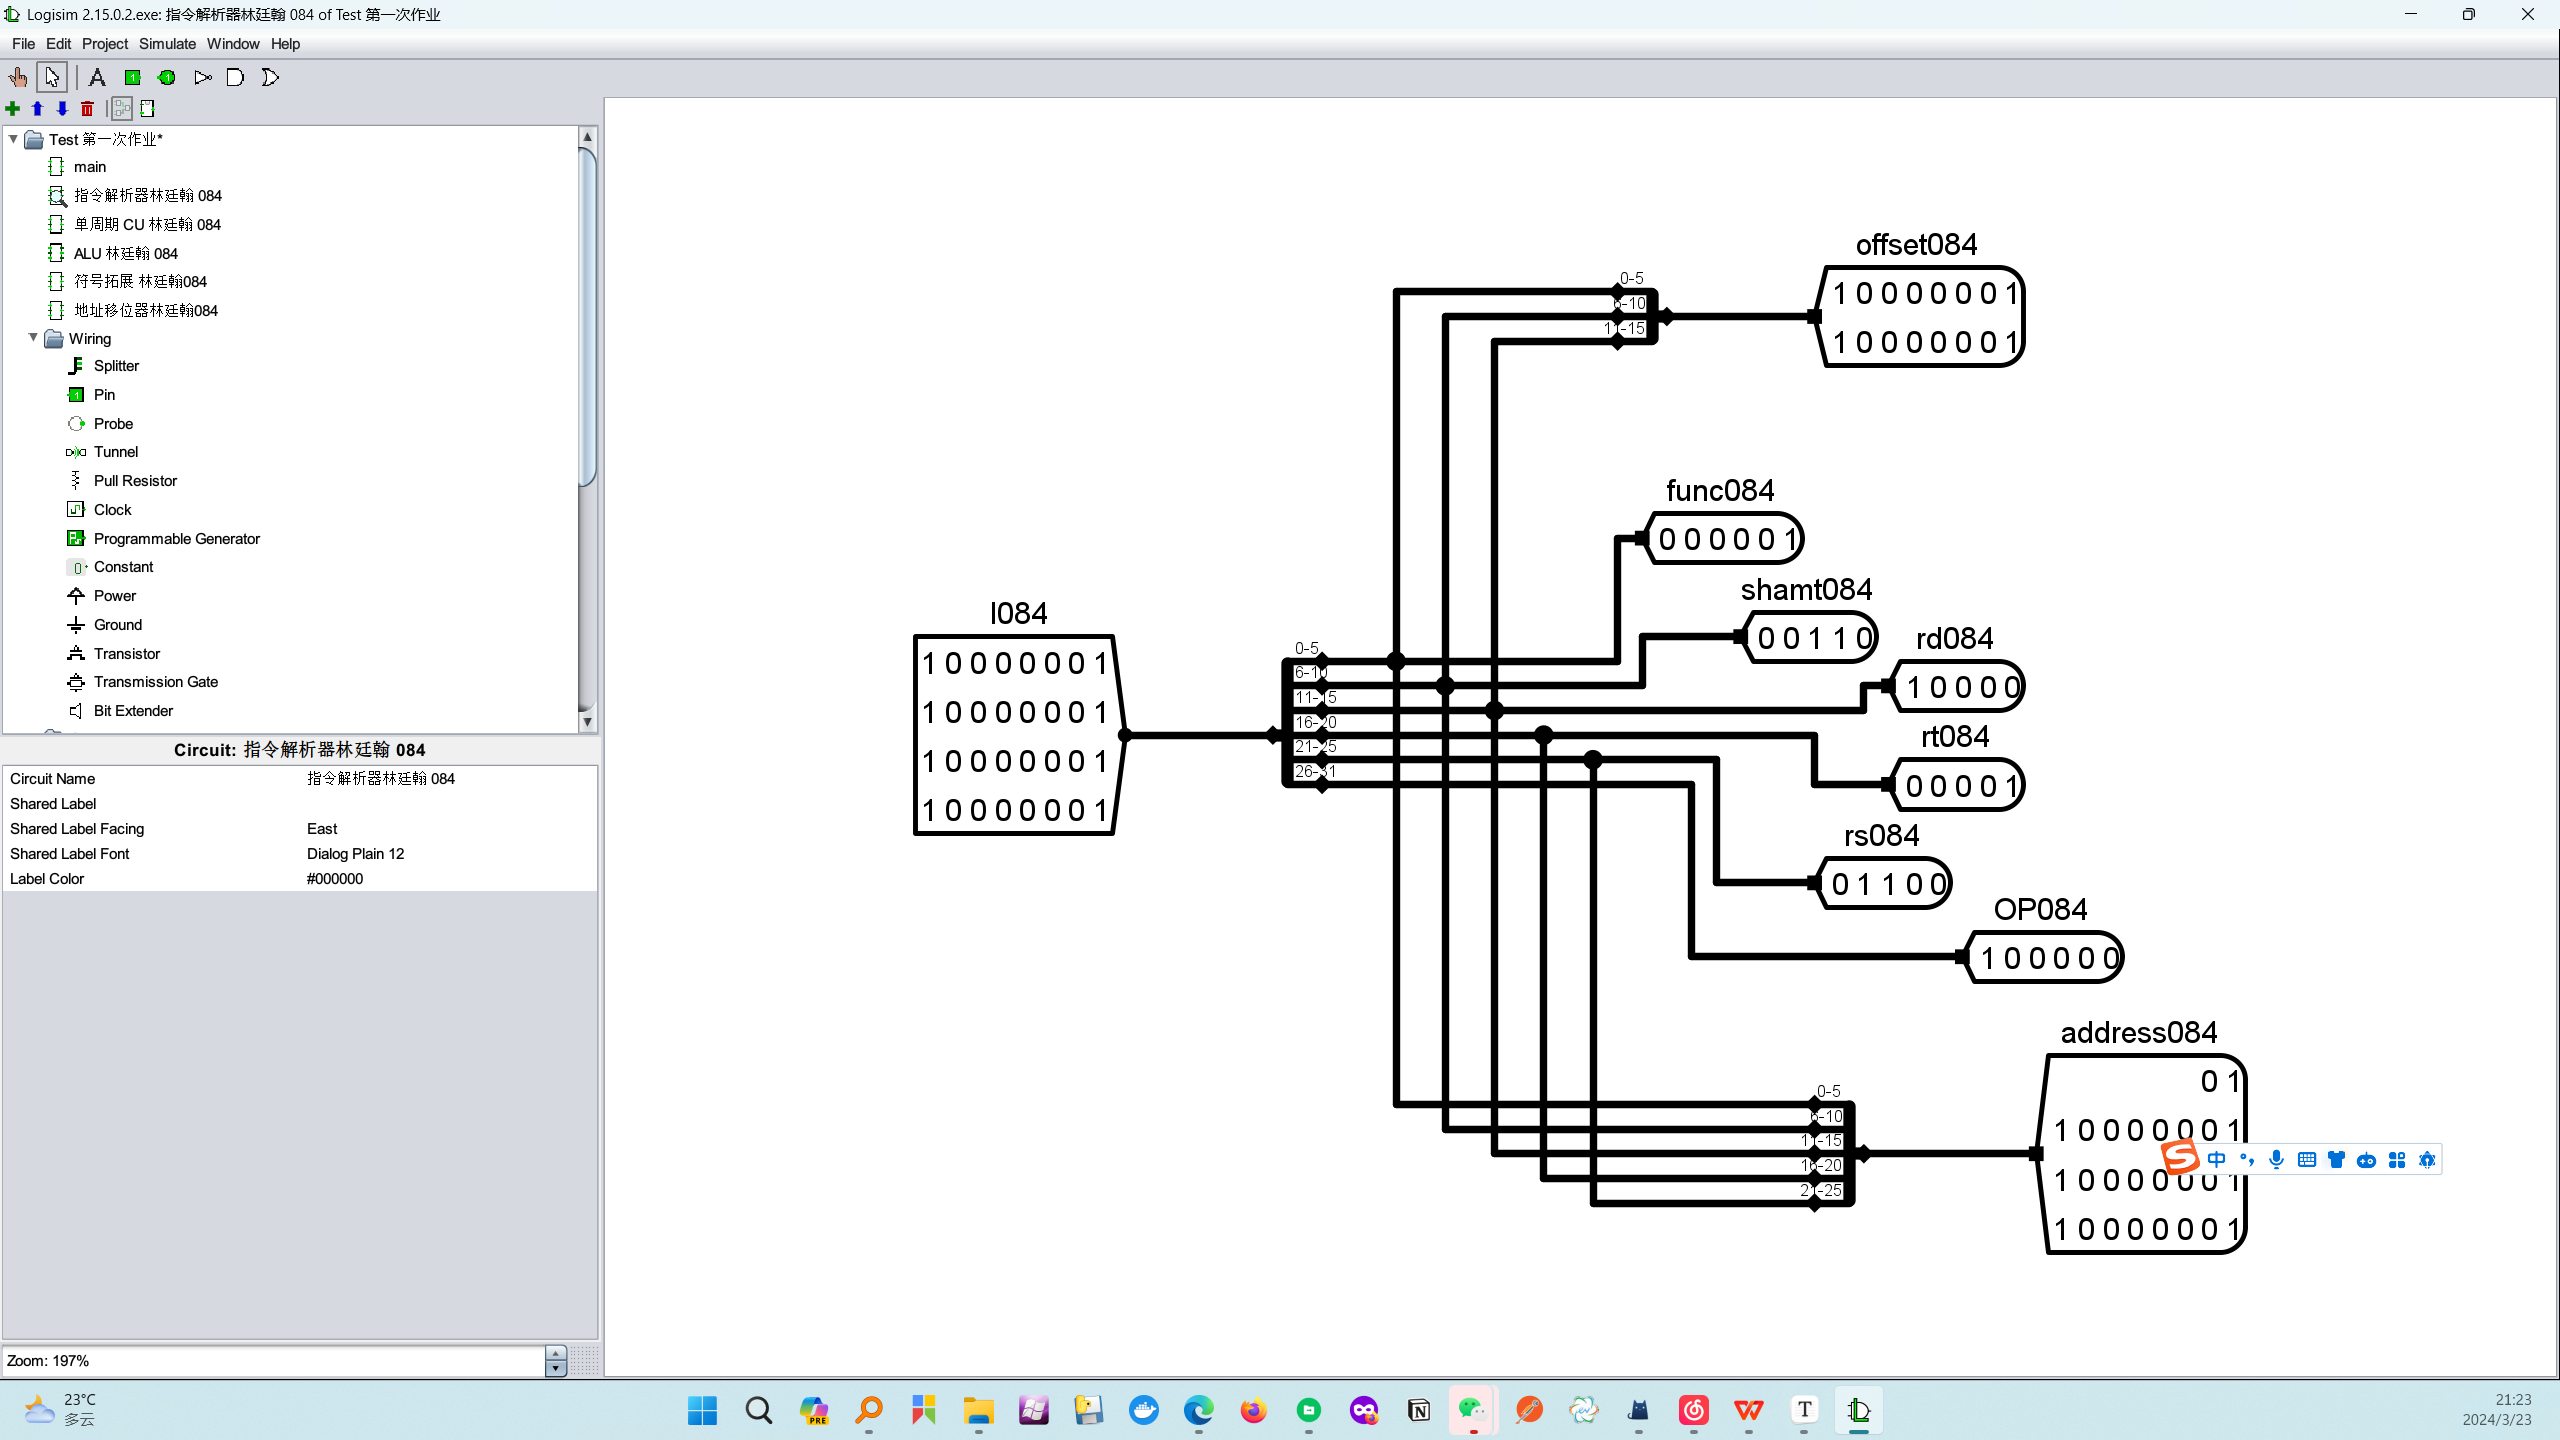 Logisim 2.15.0.2.exe: 指令解析器林廷翰 084 of Test 第一次作业
File Edit Project Simulate Window Help
Test 第一次作业*
main
指令解析器林廷翰 084
单周期 CU 林廷翰 084
ALU 林廷翰 084
符号拓展 林廷翰084
地址移位器林廷翰084
Wiring
Splitter
Pin
Probe
Tunnel
Pull Resistor
Clock
Programmable Generator
Constant
Power
Ground
Transistor
Transmission Gate
Bit Extender
Circuit: 指令解析器林廷翰 084
Circuit Name 指令解析器林廷翰 084
Shared Label
Shared Label Facing East
Shared Label Font Dialog Plain 12
Label Color #000000
Zoom: 197%
offset084
0-5
6-10
11-15
1 0 0 0 0 0 0 1
1 0 0 0 0 0 0 1
func084
0 0 0 0 0 1
shamt084
0 0 1 1 0
rd084
1 0 0 0 0
rt084
0 0 0 0 1
rs084
0 1 1 0 0
OP084
1 0 0 0 0 0
I084
1 0 0 0 0 0 0 1
1 0 0 0 0 0 0 1
1 0 0 0 0 0 0 1
1 0 0 0 0 0 0 1
0-5
6-10
11-15
16-20
21-25
26-31
address084
0 1
1 0 0 0 0 0 0 1
1 0 0 0 0 0 0 1
1 0 0 0 0 0 0 1
0-5
6-10
11-15
16-20
21-25
中
23°C
多云
PRE
21:23
2024/3/23